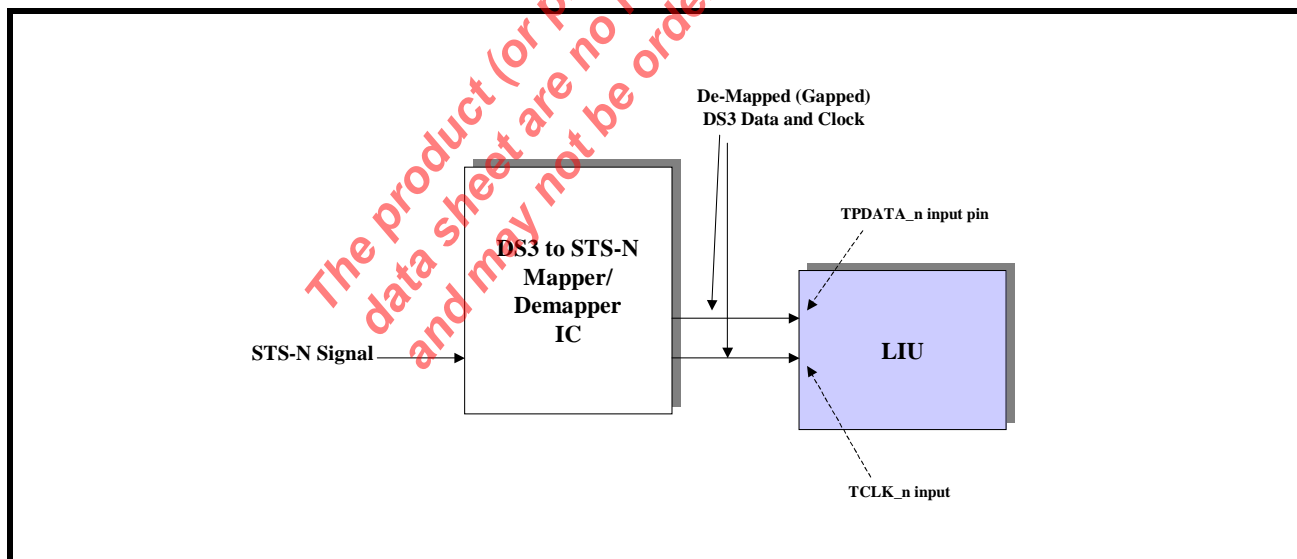 The product (or p
data sheet are no l
and may not be orde
De-Mapped (Gapped)
DS3 Data and Clock
TPDATA_n input pin
DS3 to STS-N
Mapper/
Demapper
IC
STS-N Signal
LIU
TCLK_n input